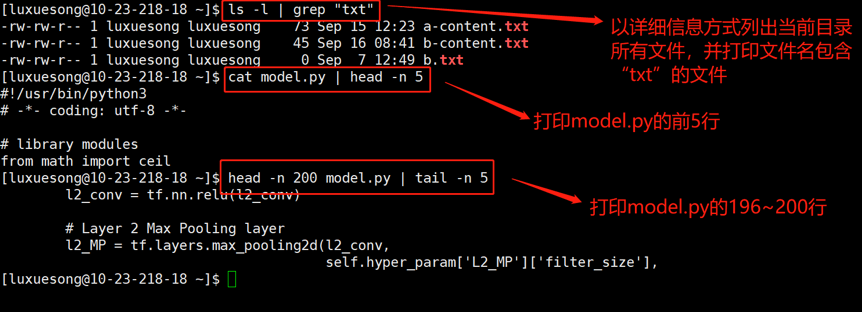 [luxuesong@10-23-218-18 ~]$ ls -l | grep "txt"
-rw-rw-r-- 1 luxuesong luxuesong    73 Sep 15 12:23 a-content.txt
-rw-rw-r-- 1 luxuesong luxuesong    45 Sep 16 08:41 b-content.txt
-rw-rw-r-- 1 luxuesong luxuesong     0 Sep  7 12:49 b.txt
以详细信息方式列出当前目录
所有文件，并打印文件名包含
“txt”的文件
[luxuesong@10-23-218-18 ~]$ cat model.py | head -n 5
#!/usr/bin/python3
# -*- coding: utf-8 -*-
打印model.py的前5行
# library modules
from math import ceil
[luxuesong@10-23-218-18 ~]$ head -n 200 model.py | tail -n 5
        l2_conv = tf.nn.relu(l2_conv)
打印model.py的196~200行
        # Layer 2 Max Pooling layer
        l2_MP = tf.layers.max_pooling2d(l2_conv,
                                        self.hyper_param['L2_MP']['filter_size'],
[luxuesong@10-23-218-18 ~]$